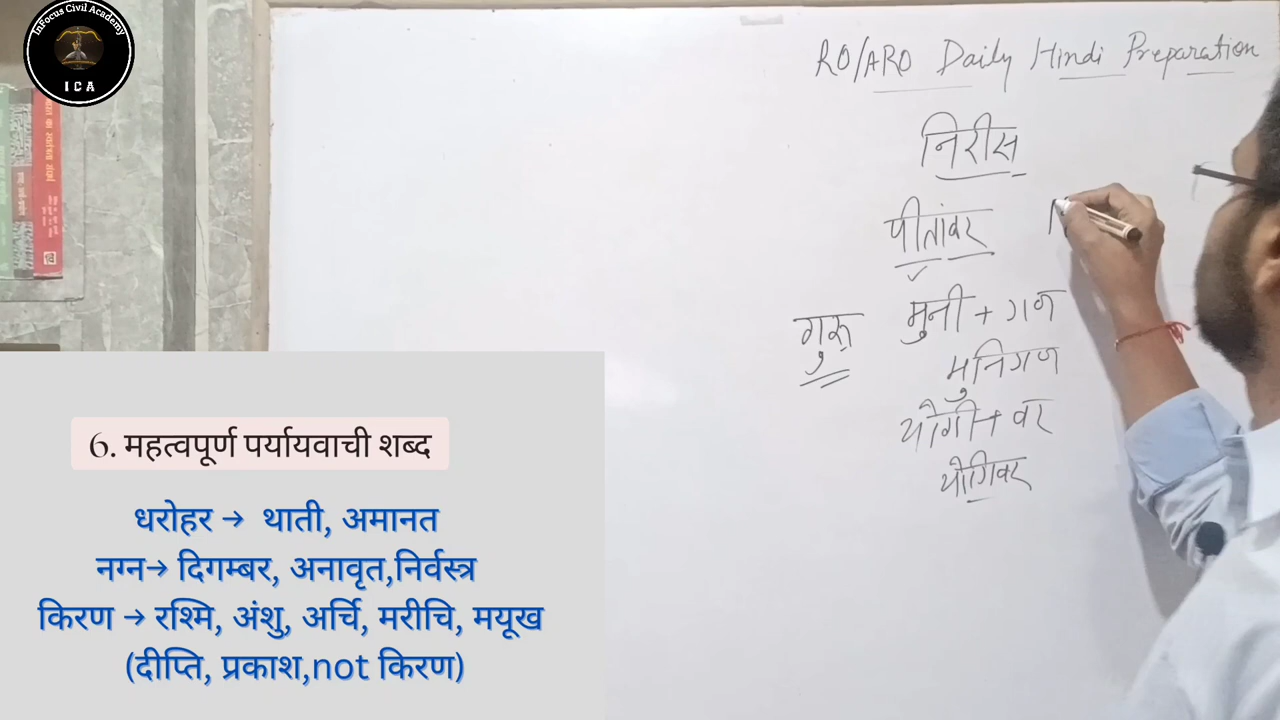 InFocus Civil Academy
ICA
RO/ARO Daily Hindi Preparation
निरीस
पीतांबर
गुरू
मुनी + गण
मुनिगण
योगी + वर
योगिवर
6. महत्वपूर्ण पर्यायवाची शब्द
धरोहर → थाती, अमानत
नग्न→ दिगम्बर, अनावृत,निर्वस्त्र
किरण → रश्मि, अंशु, अर्चि, मरीचि, मयूख
(दीप्ति, प्रकाश,not किरण)